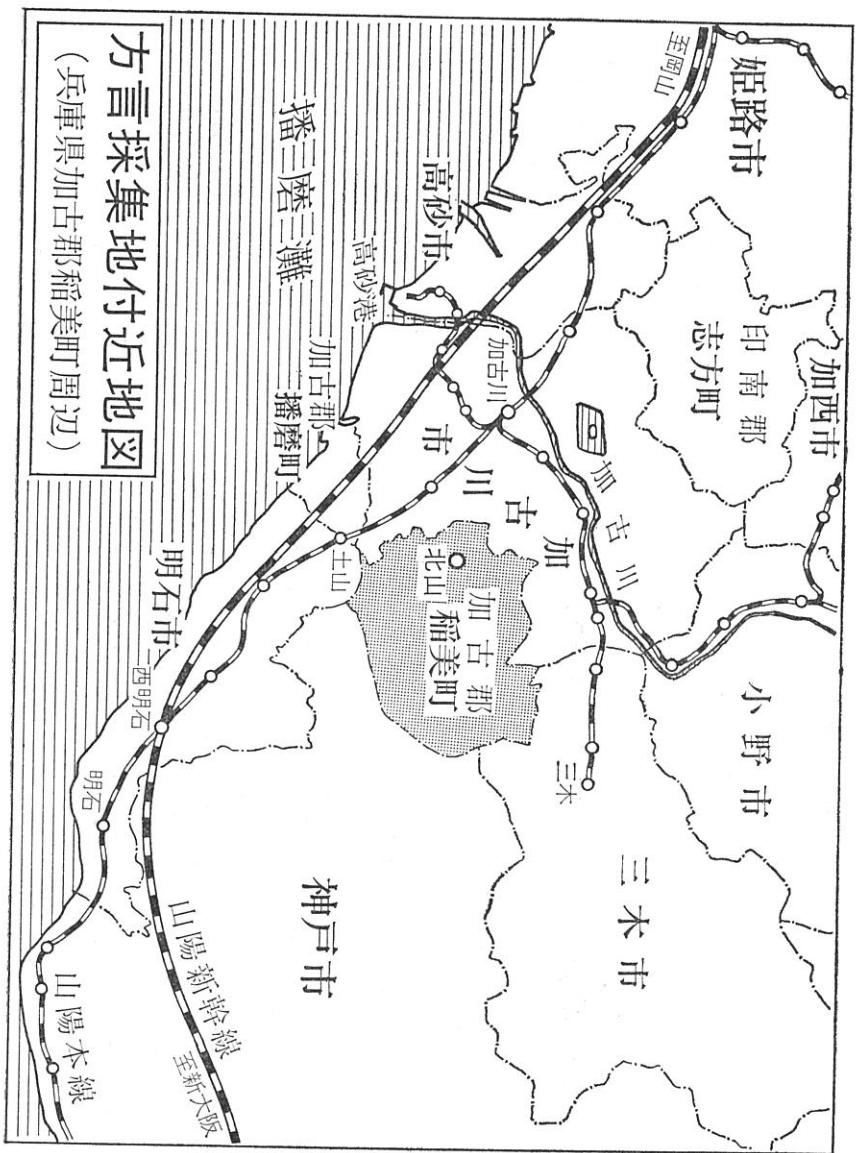 方言採集地付近地図
（兵庫県加古郡稲美町周辺）
姫路市
至岡山
印南郡
志方町
加西市
高砂市
高砂港
播三磨三灘
加古川
加古川
加古川市
加古郡
播磨町
小野市
三木市
三木
加古郡
稲美町
北山
土山
明石市
西明石
明石
神戸市
山陽新幹線
至新大阪
山陽本線